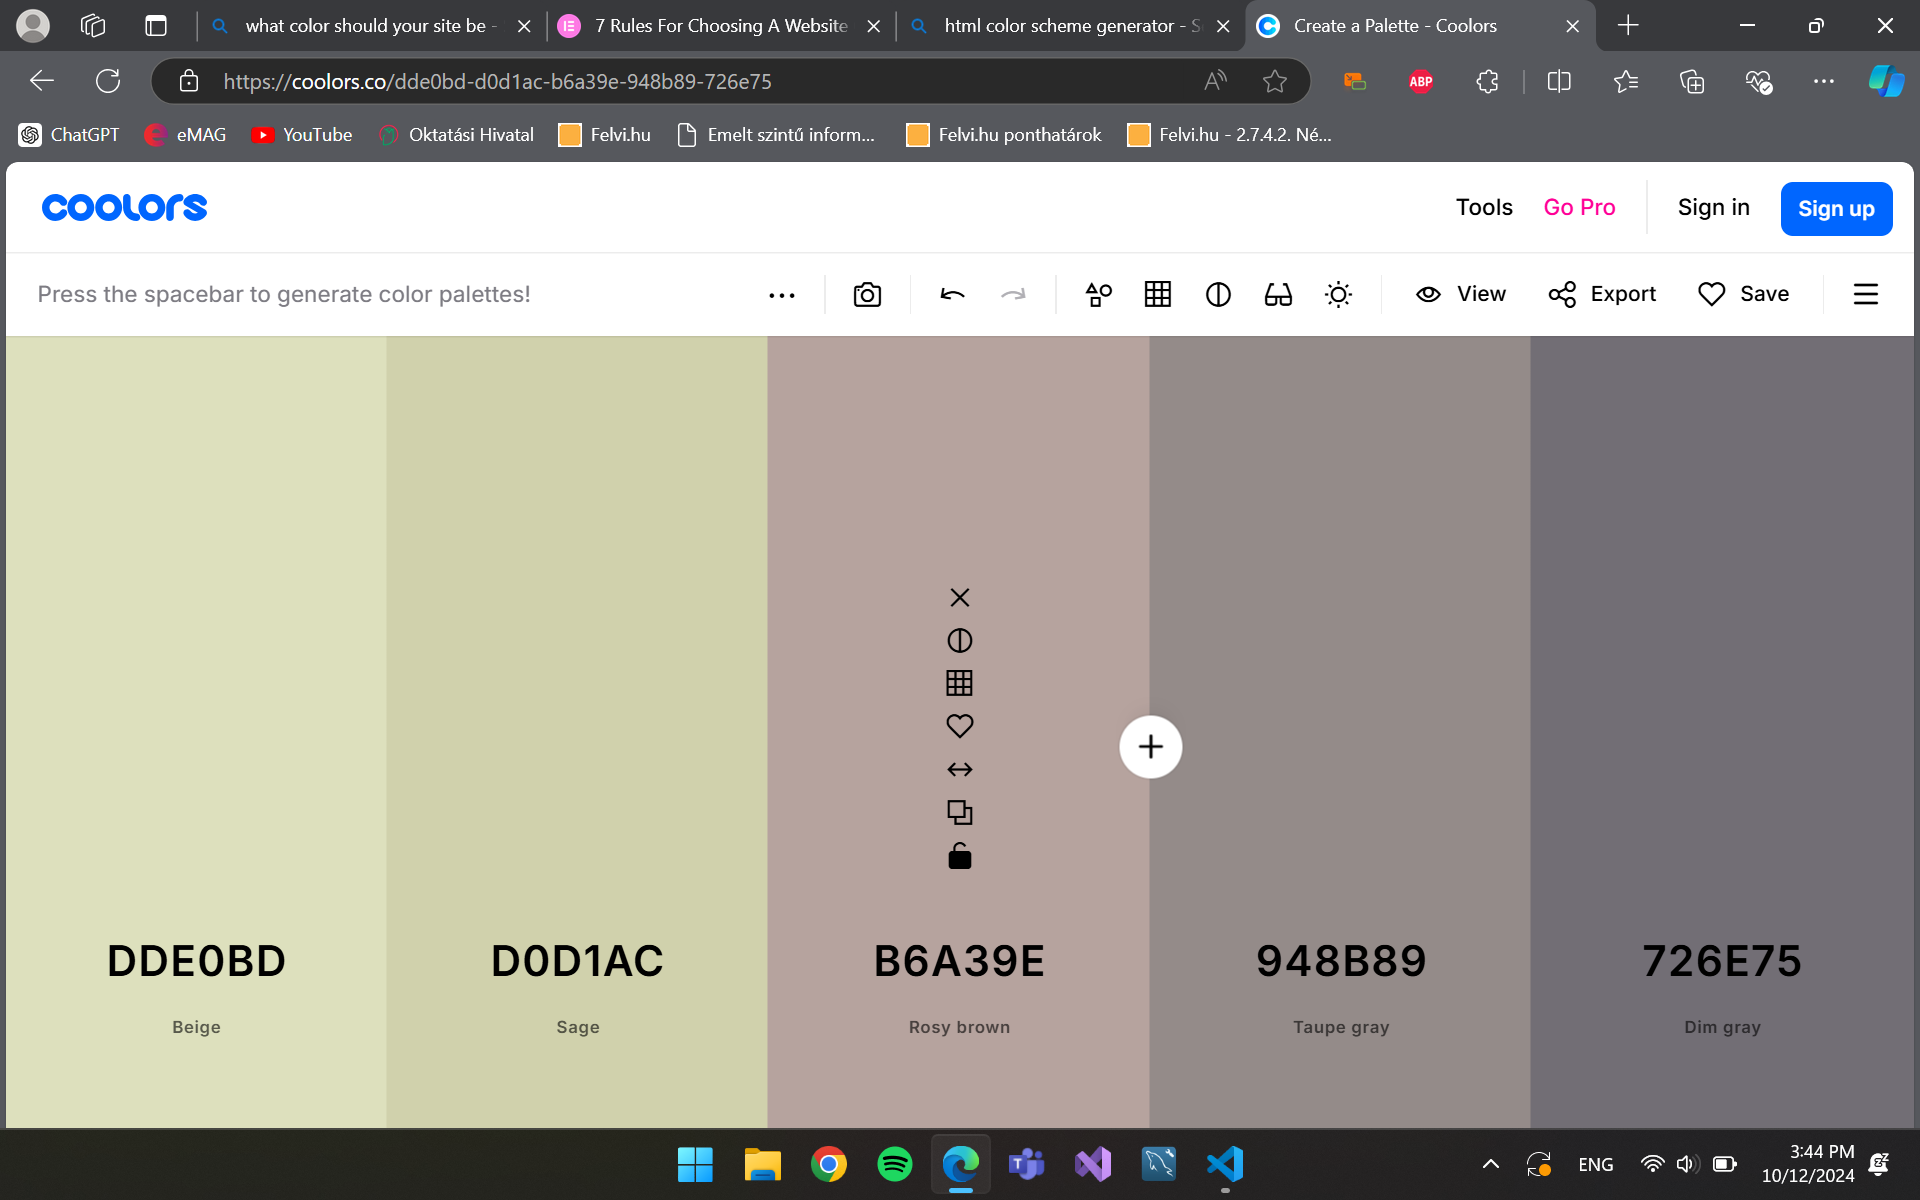 what color should your site be -
7 Rules For Choosing A Website
html color scheme generator - S
Create a Palette - Coolors
https://coolors.co/dde0bd-d0d1ac-b6a39e-948b89-726e75
ABP
ChatGPT
eMAG
YouTube
Oktatási Hivatal
Felvi.hu
Emelt szintű inform...
Felvi.hu ponthatárok
Felvi.hu - 2.7.4.2. Né...
coolors
Tools
Go Pro
Sign in
Sign up
Press the spacebar to generate color palettes!
View
Export
Save
DDE0BD
D0D1AC
B6A39E
948B89
726E75
Beige
Sage
Rosy brown
Taupe gray
Dim gray
ENG
3:44 PM
10/12/2024